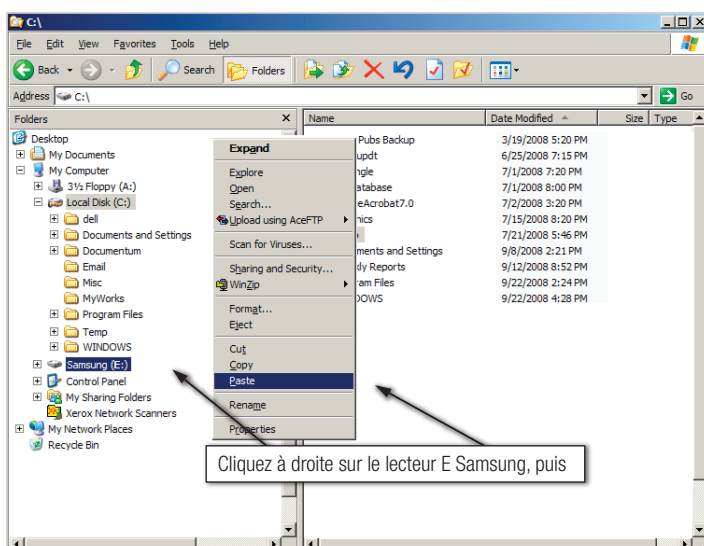 C:\
File Edit View Favorites Tools Help
Back Search Folders
Address C:\ Go
Folders x Name Date Modified Size Type
Desktop
My Documents
My Computer
3½ Floppy (A:)
Local Disk (C:)
dell
Documents and Settings
Documentum
Email
Misc
MyWorks
Program Files
Temp
WINDOWS
Samsung (E:)
Control Panel
My Sharing Folders
Xerox Network Scanners
My Network Places
Recycle Bin
Expand
Explore
Open
Search...
Upload using AceFTP
Scan for Viruses...
Sharing and Security...
WinZip
Format...
Eject
Cut
Copy
Paste
Rename
Properties
Pubs Backup 3/19/2008 5:20 PM
updt 6/25/2008 7:15 PM
ngle 7/1/2008 7:20 PM
atabase 7/1/2008 8:00 PM
eAcrobat7.0 7/2/2008 3:20 PM
nics 7/15/2008 8:20 PM
7/21/2008 5:46 PM
ments and Settings 9/8/2008 2:21 PM
dly Reports 9/12/2008 8:52 PM
ram Files 9/22/2008 2:24 PM
DOWS 9/22/2008 4:28 PM
Cliquez à droite sur le lecteur E Samsung, puis